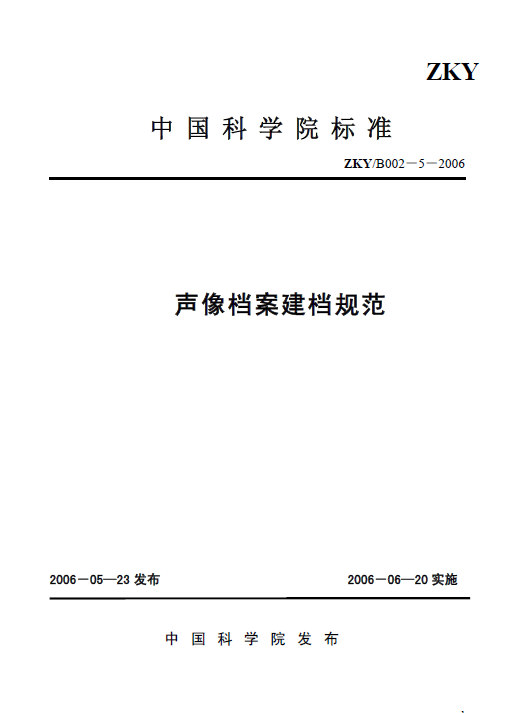 ZKY
中国科学院标准
ZKY/B002－5－2006
声像档案建档规范
2006－05—23 发布
2006－06—20 实施
中国科学院发布